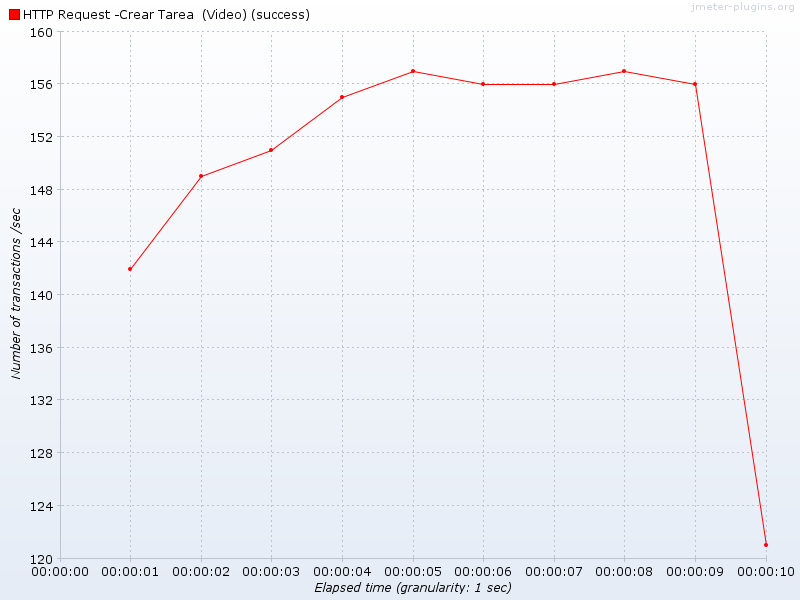 jmeter-plugins.org
HTTP Request -Crear Tarea  (Video) (success)
160
156
152
148
144
140
136
132
128
124
120
Number of transactions /sec
00:00:00 00:00:01 00:00:02 00:00:03 00:00:04 00:00:05 00:00:06 00:00:07 00:00:08 00:00:09 00:00:10
Elapsed time (granularity: 1 sec)